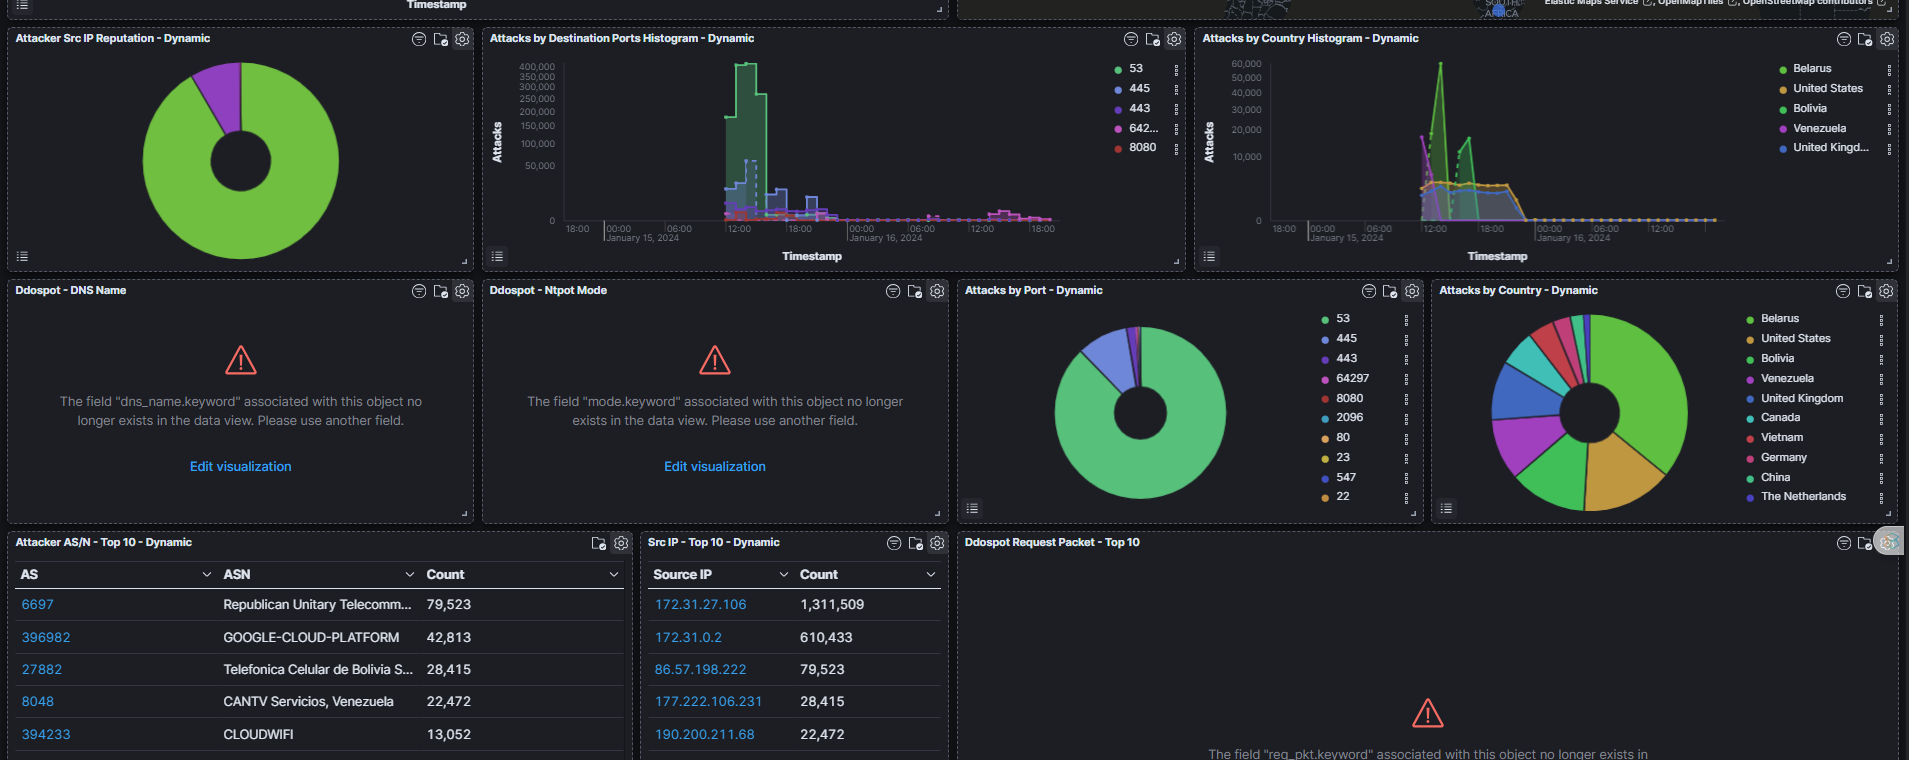 Timestamp
SOUTH
AFRICA
Elastic Maps Service, OpenMapTiles, OpenStreetMap contributors
Attacker Src IP Reputation - Dynamic
Attacks by Destination Ports Histogram - Dynamic
Attacks
400,000
350,000
300,000
250,000
200,000
150,000
100,000
50,000
0
18:00 00:00 06:00 12:00 18:00 00:00 06:00 12:00 18:00
January 15, 2024 January 16, 2024
Timestamp
53
445
443
642...
8080
Attacks by Country Histogram - Dynamic
Attacks
60,000
50,000
40,000
30,000
20,000
10,000
0
18:00 00:00 06:00 12:00 18:00 00:00 06:00 12:00
January 15, 2024 January 16, 2024
Timestamp
Belarus
United States
Bolivia
Venezuela
United Kingd...
Ddospot - DNS Name
The field "dns_name.keyword" associated with this object no
longer exists in the data view. Please use another field.
Edit visualization
Ddospot - Ntpot Mode
The field "mode.keyword" associated with this object no longer
exists in the data view. Please use another field.
Edit visualization
Attacks by Port - Dynamic
53
445
443
64297
8080
2096
80
23
547
22
Attacks by Country - Dynamic
Belarus
United States
Bolivia
Venezuela
United Kingdom
Canada
Vietnam
Germany
China
The Netherlands
Attacker AS/N - Top 10 - Dynamic
AS ASN Count
6697 Republican Unitary Telecomm... 79,523
396982 GOOGLE-CLOUD-PLATFORM 42,813
27882 Telefonica Celular de Bolivia S... 28,415
8048 CANTV Servicios, Venezuela 22,472
394233 CLOUDWIFI 13,052
Src IP - Top 10 - Dynamic
Source IP Count
172.31.27.106 1,311,509
172.31.0.2 610,433
86.57.198.222 79,523
177.222.106.231 28,415
190.200.211.68 22,472
Ddospot Request Packet - Top 10
The field "req_pkt.keyword" associated with this object no longer exists in